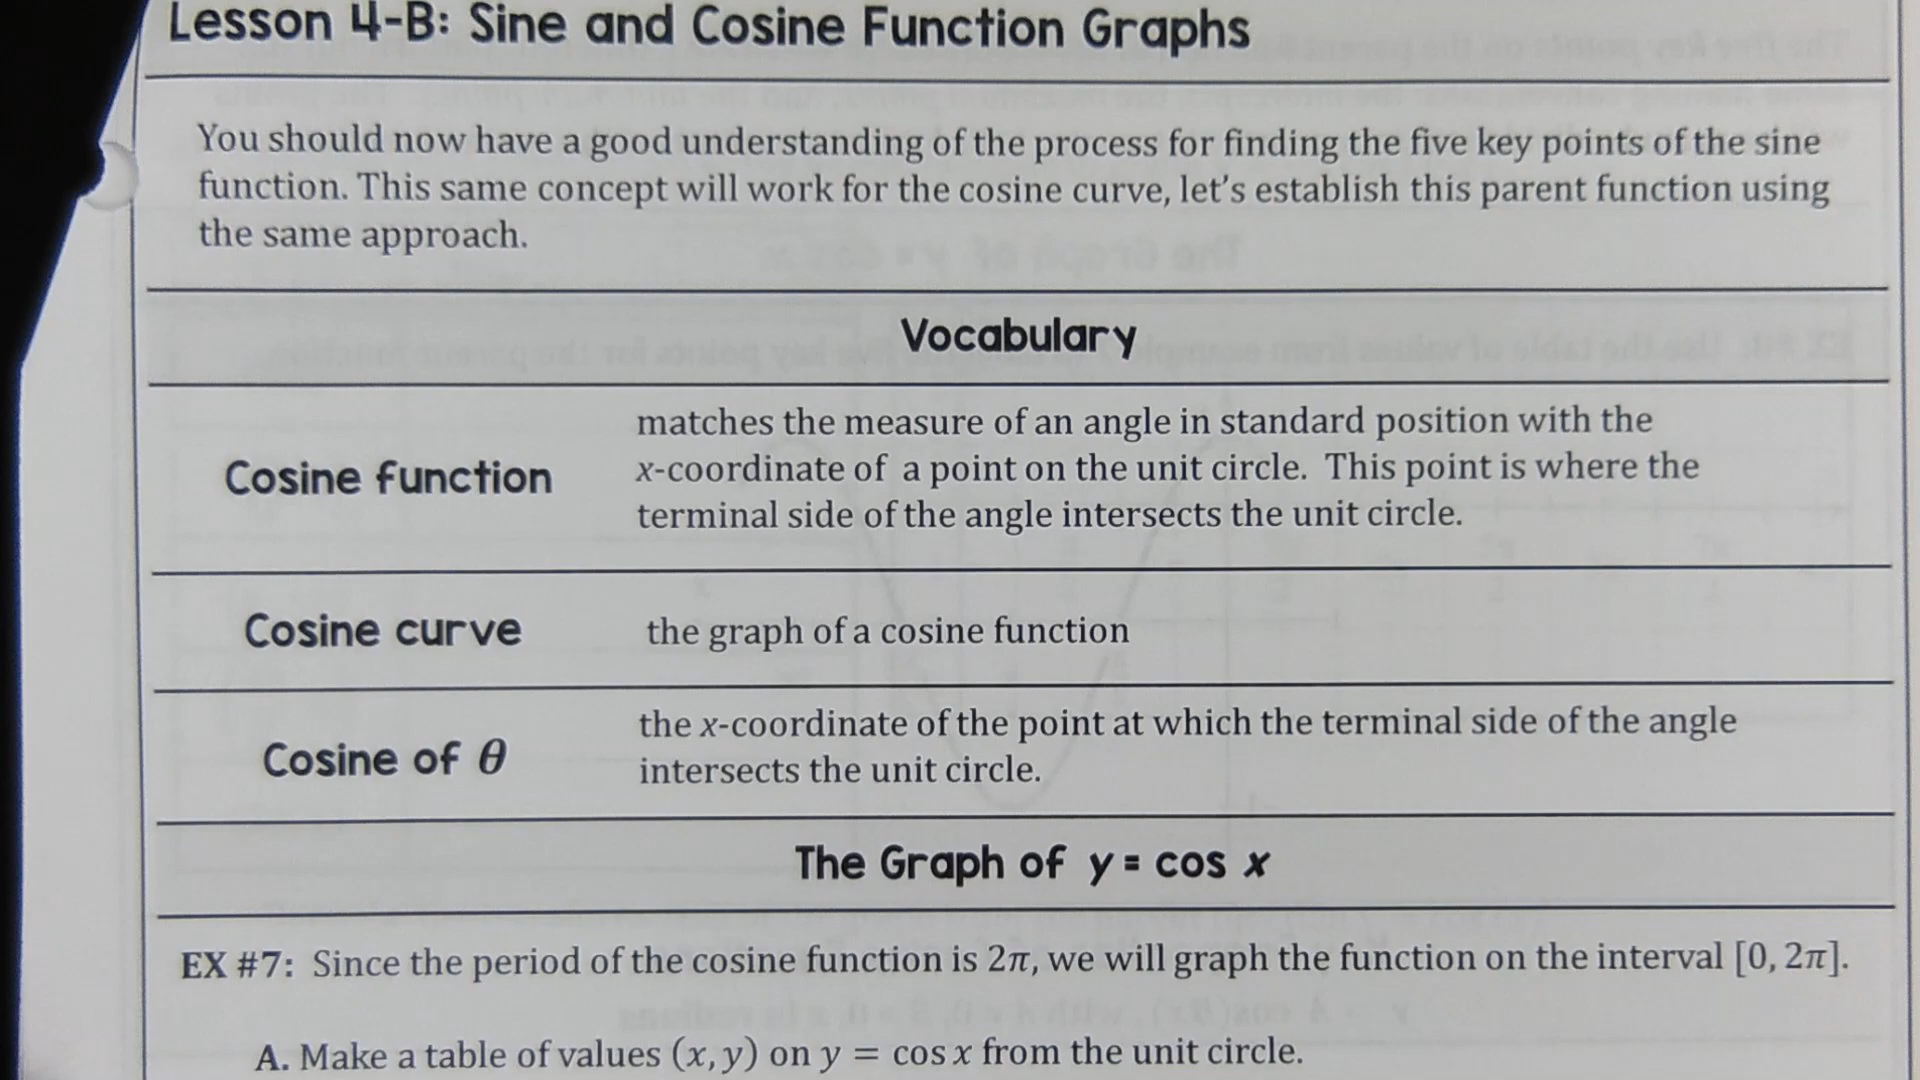 Lesson 4-B: Sine and Cosine Function Graphs
You should now have a good understanding of the process for finding the five key points of the sine
function. This same concept will work for the cosine curve, let's establish this parent function using
the same approach.
Vocabulary
Cosine function
matches the measure of an angle in standard position with the
x-coordinate of a point on the unit circle. This point is where the
terminal side of the angle intersects the unit circle.
Cosine curve
the graph of a cosine function
Cosine of θ
the x-coordinate of the point at which the terminal side of the angle
intersects the unit circle.
The Graph of y = cos x
EX #7: Since the period of the cosine function is 2π, we will graph the function on the interval [0, 2π].
A. Make a table of values (x, y) on y = cos x from the unit circle.